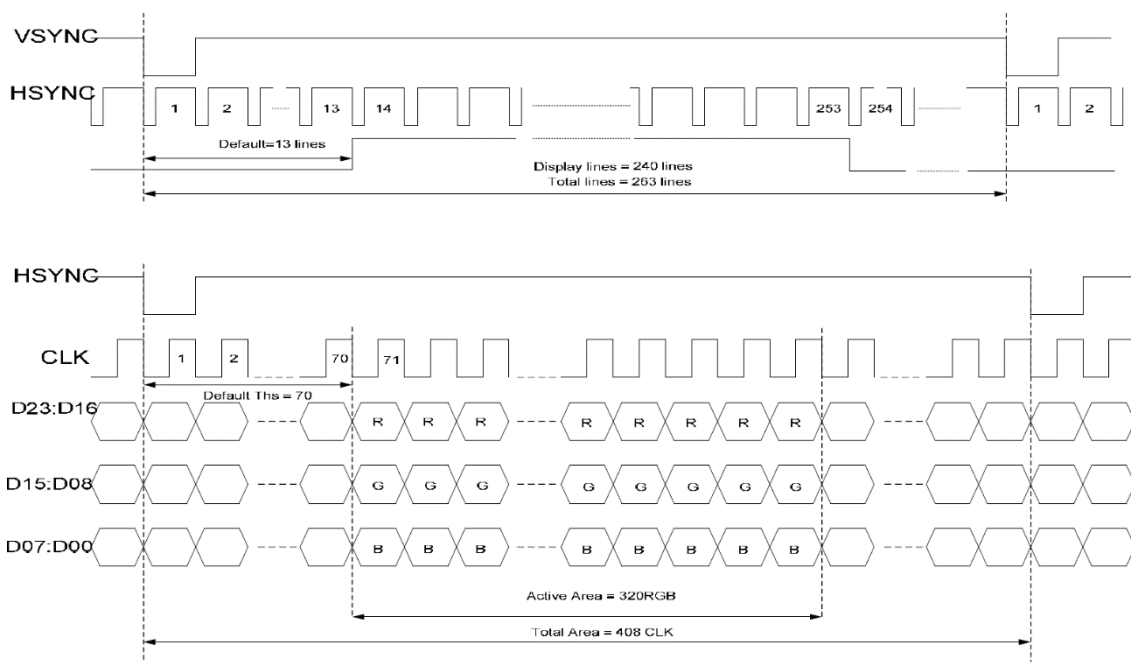 VSYNC
HSYNC
1 2 13 14 253 254 1 2
Default=13 lines
Display lines = 240 lines
Total lines = 263 lines
HSYNC
CLK
1 2 70 71
Default Ths = 70
D23:D16
R R R R R R R R
D15:D08
G G G G G G G G
D07:D00
B B B B B B B B
Active Area = 320RGB
Total Area = 408 CLK